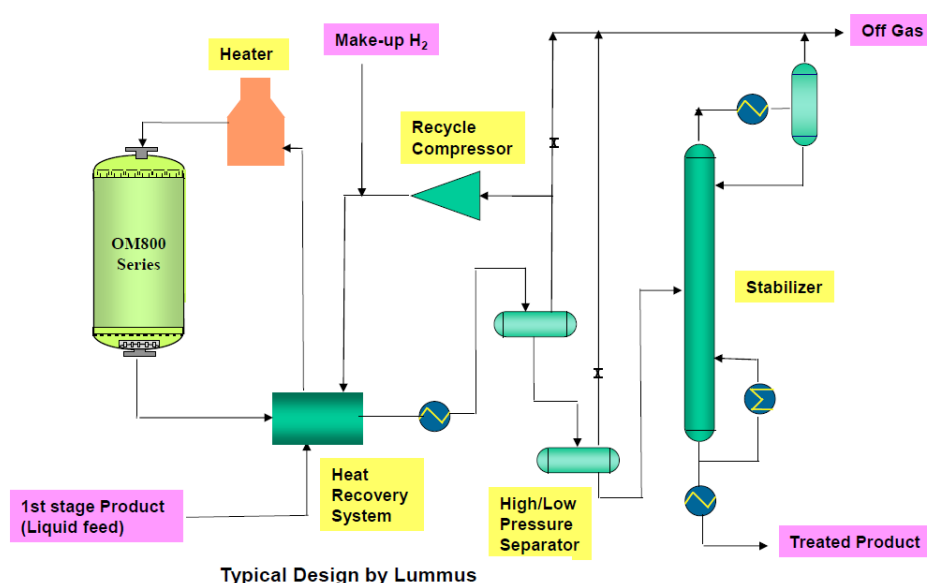 Make-up H₂
Off Gas
Heater
Recycle
Compressor
OM800
Series
Stabilizer
1st stage Product
(Liquid feed)
Heat
Recovery
System
High/Low
Pressure
Separator
Treated Product
Typical Design by Lummus